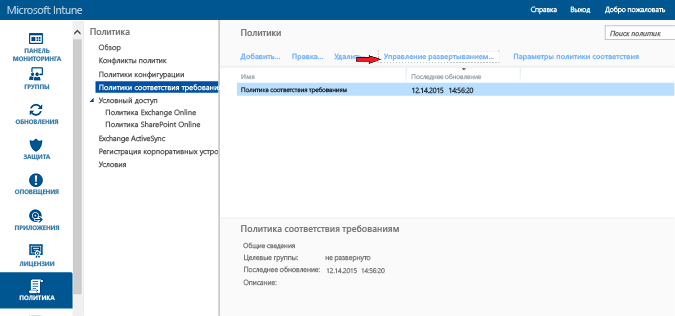 Microsoft Intune
Справка Выход Добро пожаловать
ПАНЕЛЬ
МОНИТОРИНГА
ГРУППЫ
ОБНОВЛЕНИЯ
ЗАЩИТА
ОПОВЕЩЕНИЯ
ПРИЛОЖЕНИЯ
ЛИЦЕНЗИИ
ПОЛИТИКА
Политика
Обзор
Конфликты политик
Политики конфигурации
Политики соответствия требовани
Условный доступ
Политика Exchange Online
Политика SharePoint Online
Exchange ActiveSync
Регистрация корпоративных устро
Условия
Политики
Поиск политик
Добавить... Правка... Удалить Управление развертыванием... Параметры политики соответствия
Имя Последнее обновление
Политика соответствия требованиям 12.14.2015 14:56:20
Политика соответствия требованиям
Общие сведения
Целевые группы: не развернуто
Последнее обновление: 12.14.2015 14:56:20
Описание: